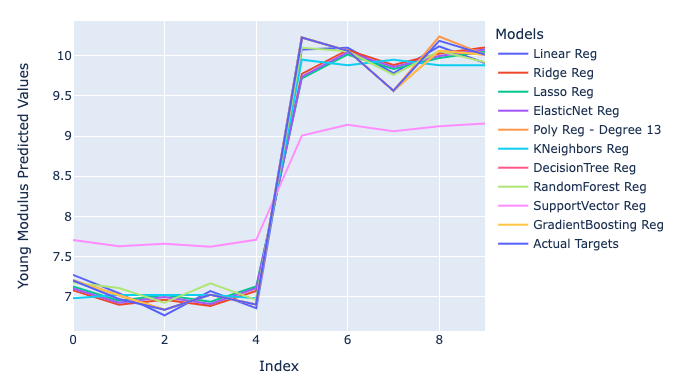 Models
Linear Reg
Ridge Reg
Lasso Reg
ElasticNet Reg
Poly Reg - Degree 13
KNeighbors Reg
DecisionTree Reg
RandomForest Reg
SupportVector Reg
GradientBoosting Reg
Actual Targets
Young Modulus Predicted Values
10
9.5
9
8.5
8
7.5
7
0
2
4
6
8
Index